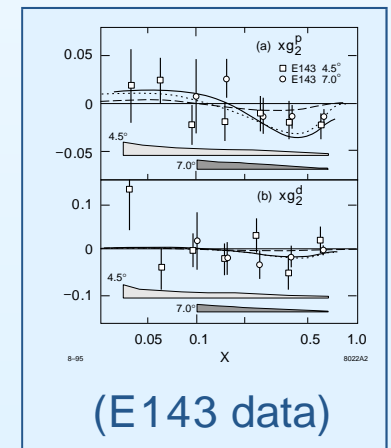 (a) xg₂ᵖ
E143 4.5°
E143 7.0°
0.05
0
−0.05
4.5°
7.0°
(b) xg₂ᵈ
0.1
0
−0.1
4.5°
7.0°
0.05 0.1 0.5 1.0
8–95 X 8022A2
(E143 data)